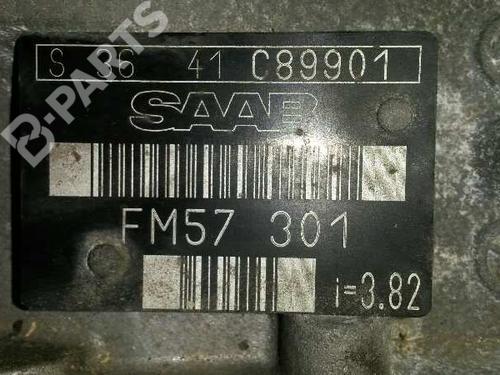 S 36 41 C89901
SAAB
FM57 301
i=3.82
B-PARTS